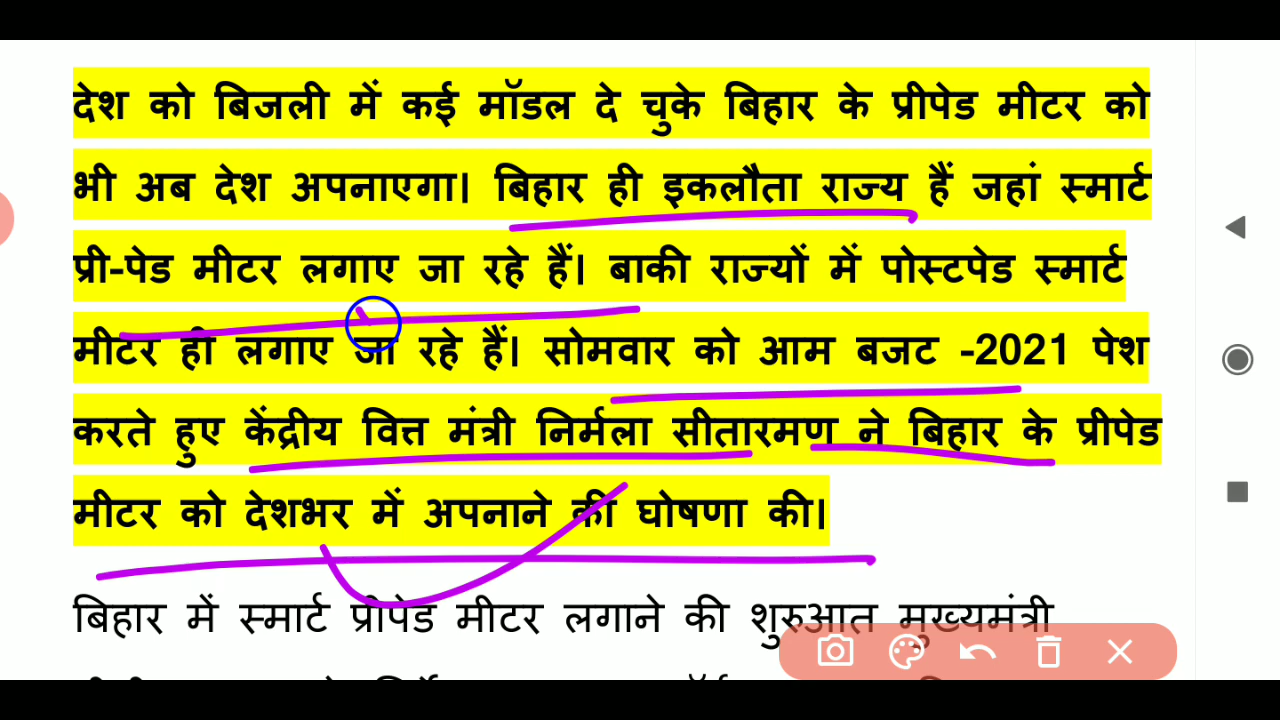 देश को बिजली में कई मॉडल दे चुके बिहार के प्रीपेड मीटर को
भी अब देश अपनाएगा। बिहार ही इकलौता राज्य हैं जहां स्मार्ट
प्री-पेड मीटर लगाए जा रहे हैं। बाकी राज्यों में पोस्टपेड स्मार्ट
मीटर ही लगाए जा रहे हैं। सोमवार को आम बजट -2021 पेश
करते हुए केंद्रीय वित्त मंत्री निर्मला सीतारमण ने बिहार के प्रीपेड
मीटर को देशभर में अपनाने की घोषणा की।
बिहार में स्मार्ट प्रीपेड मीटर लगाने की शुरुआत मुख्यमंत्री